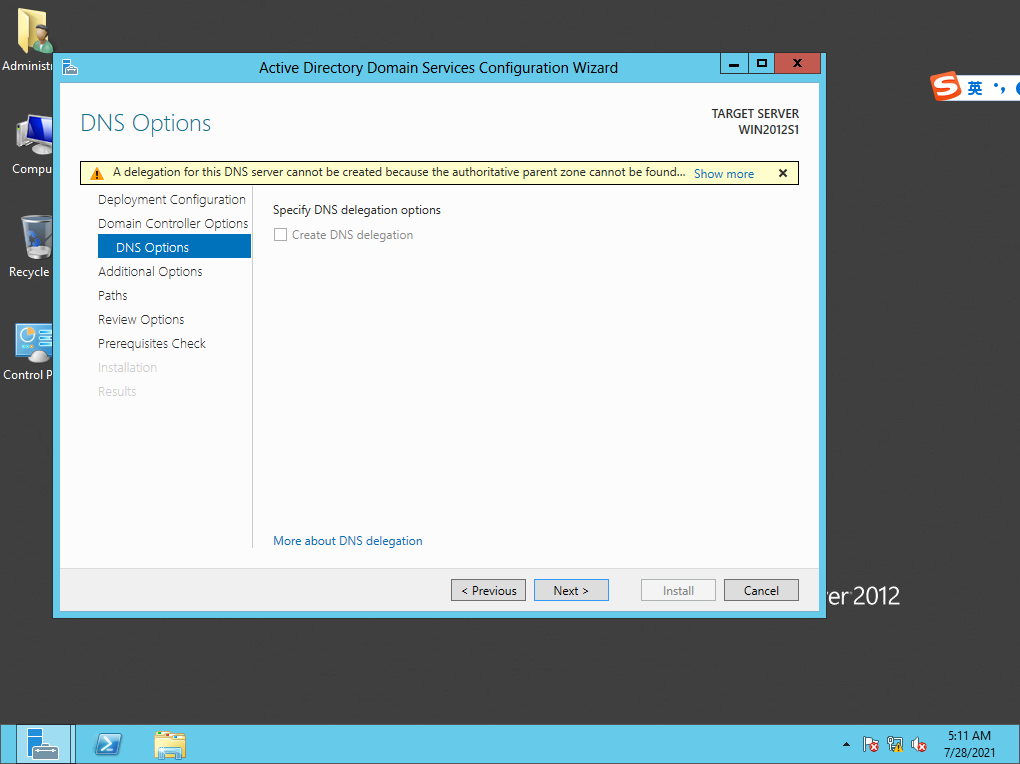 Administ
Active Directory Domain Services Configuration Wizard
英
DNS Options
TARGET SERVER
WIN2012S1
Compu
A delegation for this DNS server cannot be created because the authoritative parent zone cannot be found... Show more
Deployment Configuration
Domain Controller Options
DNS Options
Additional Options
Paths
Review Options
Prerequisites Check
Installation
Results
Specify DNS delegation options
Create DNS delegation
Recycle
Control P
More about DNS delegation
< Previous
Next >
Install
Cancel
er 2012
5:11 AM
7/28/2021